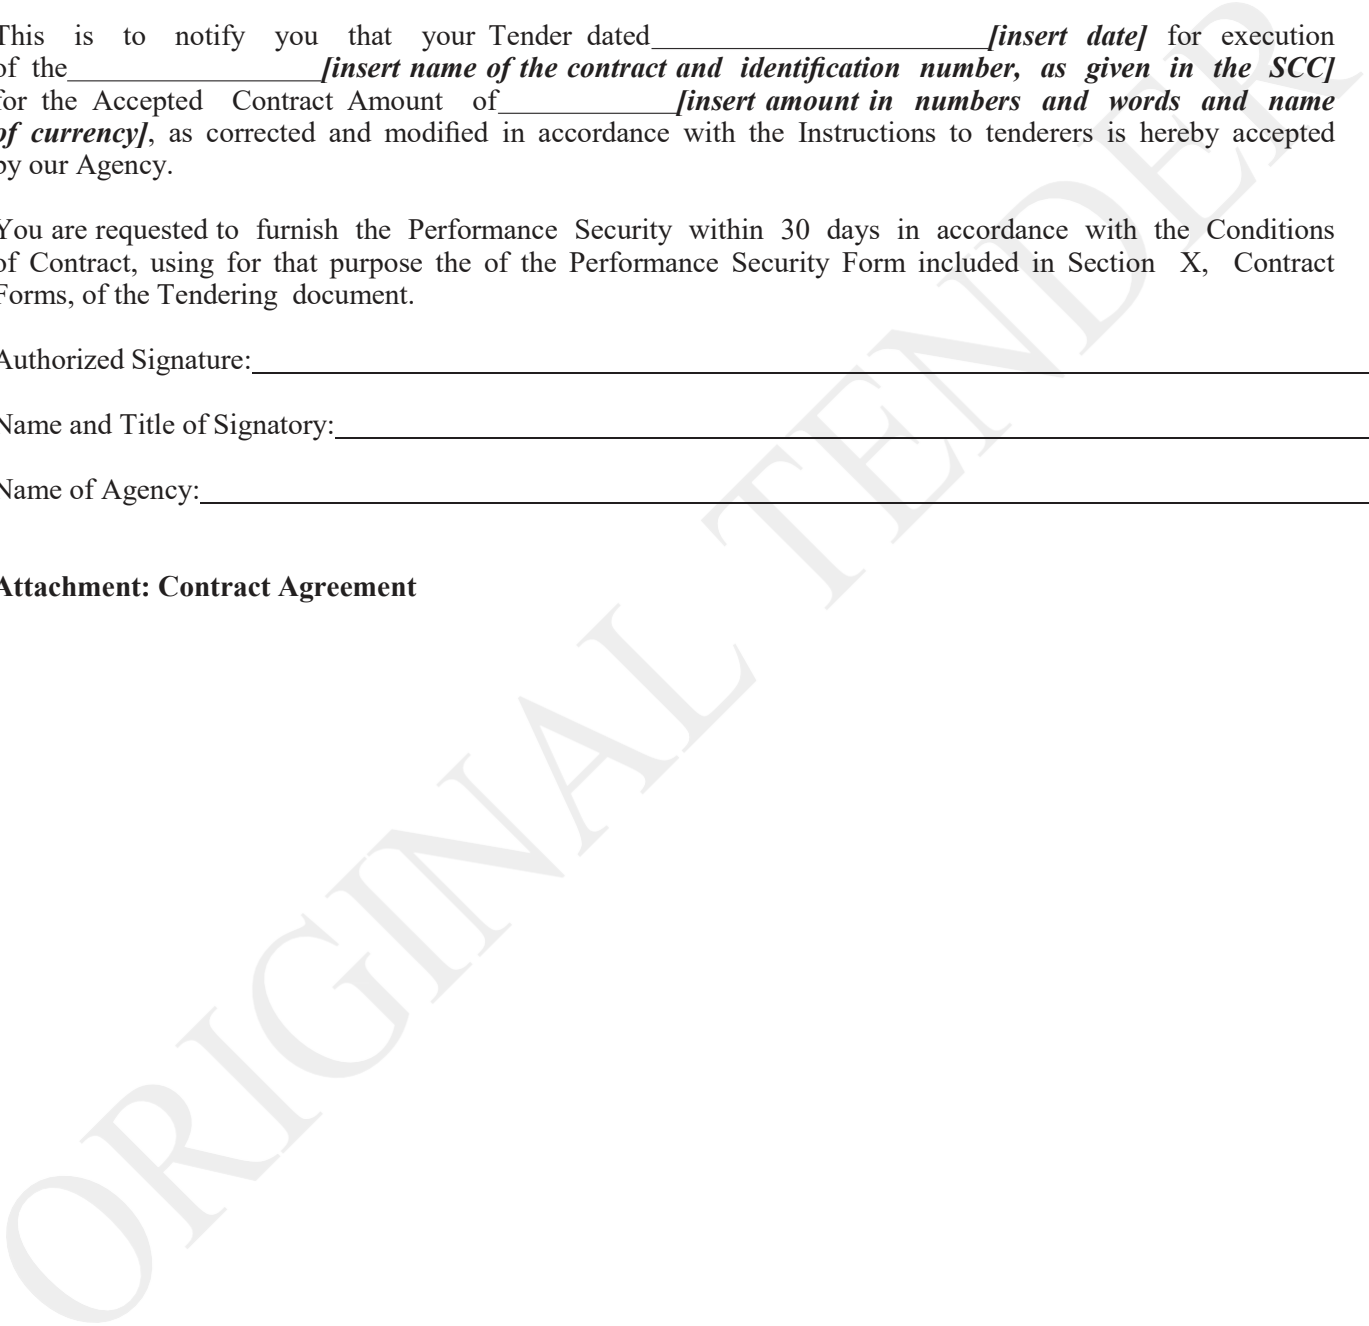 This is to notify you that your Tender dated_______________________[insert date] for execution
of the_________________[insert name of the contract and identification number, as given in the SCC]
for the Accepted Contract Amount of____________[insert amount in numbers and words and name
of currency], as corrected and modified in accordance with the Instructions to tenderers is hereby accepted
by our Agency.
You are requested to furnish the Performance Security within 30 days in accordance with the Conditions
of Contract, using for that purpose the of the Performance Security Form included in Section X, Contract
Forms, of the Tendering document.
Authorized Signature:
Name and Title of Signatory:
Name of Agency:
Attachment: Contract Agreement
ORIGINAL TENDER